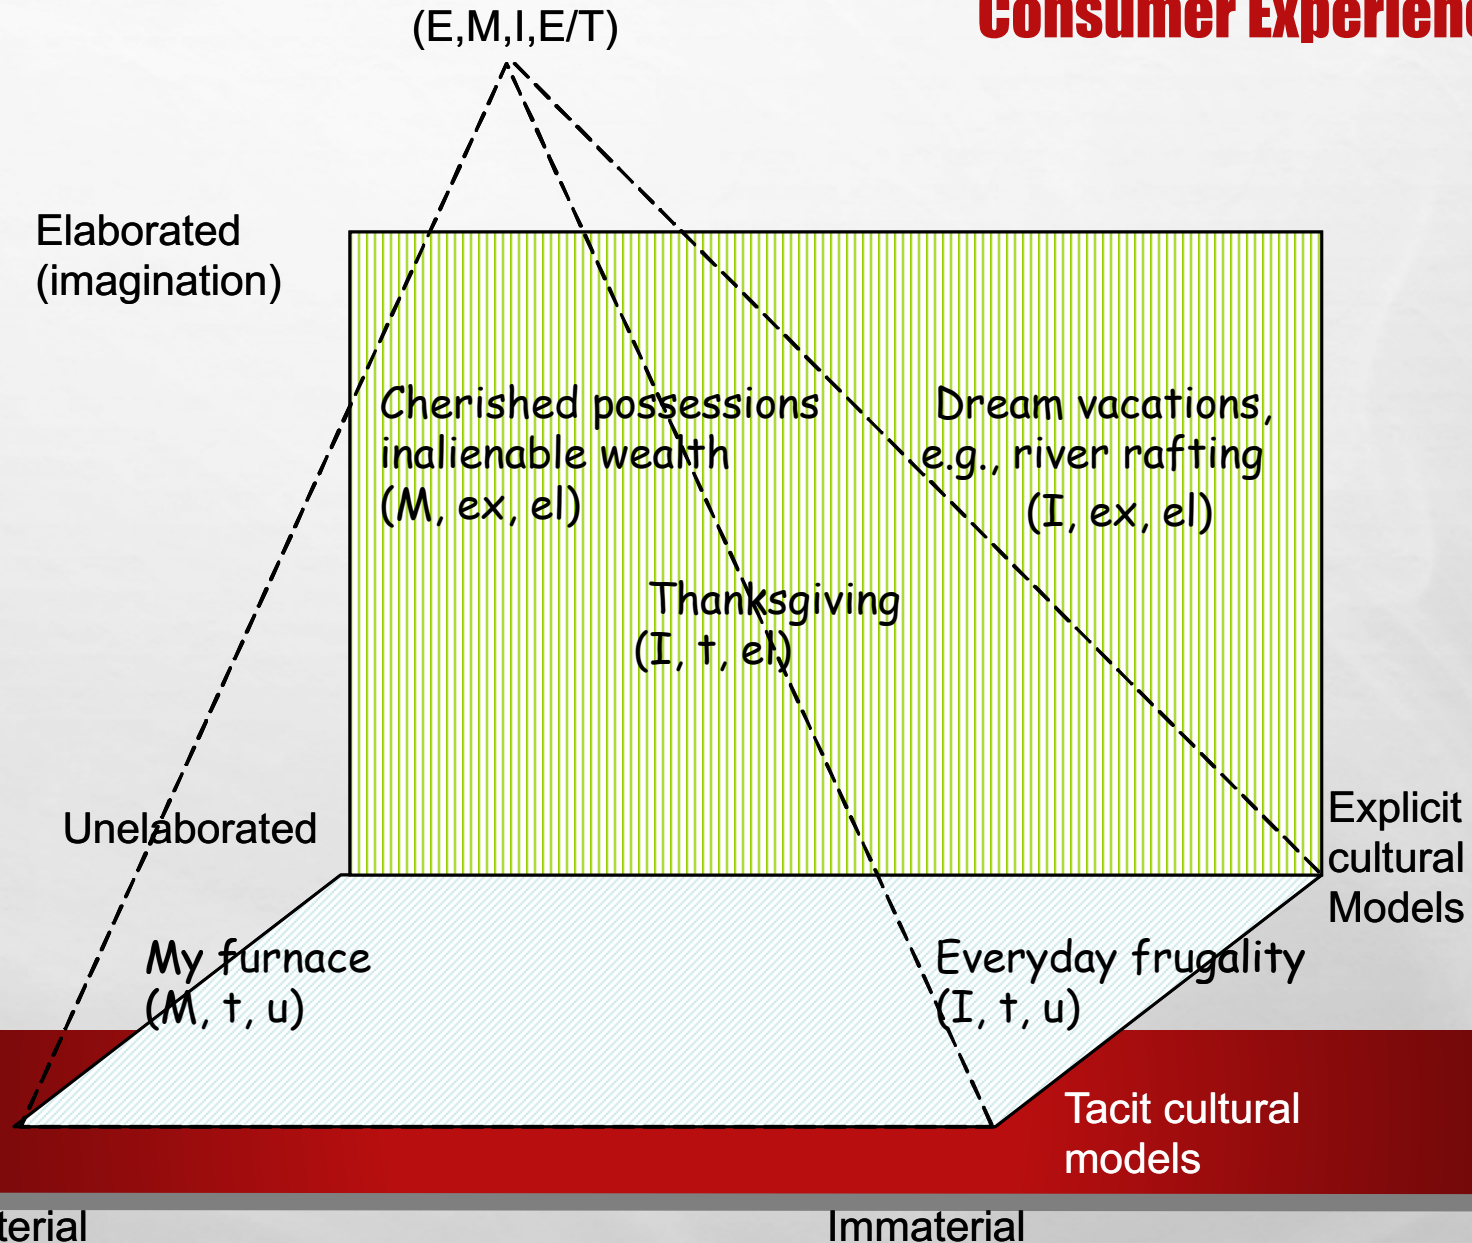 (E,M,I,E/T)
Consumer Experienc
Elaborated
(imagination)
Cherished possessions
inalienable wealth
(M, ex, el)
Dream vacations,
e.g., river rafting
(I, ex, el)
Thanksgiving
(I, t, el)
Unelaborated
Explicit
cultural
Models
My furnace
(M, t, u)
Everyday frugality
(I, t, u)
Tacit cultural
models
terial
Immaterial